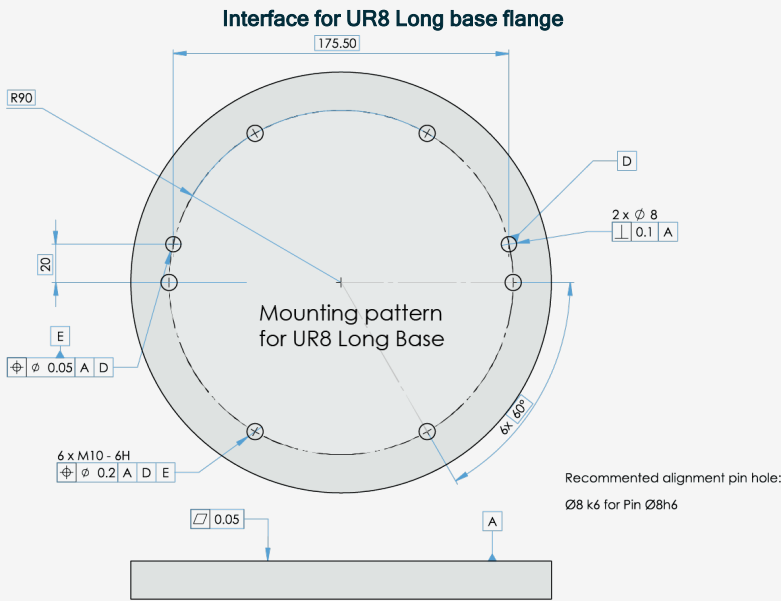 Interface for UR8 Long base flange
175.50
R90
D
2 x ∅ 8
⊥ 0.1 A
20
Mounting pattern
for UR8 Long Base
E
⌖ ∅ 0.05 A D
6x 60°
6 x M10 - 6H
⌖ ∅ 0.2 A D E
Recommented alignment pin hole:
Ø8 k6 for Pin Ø8h6
⏥ 0.05
A